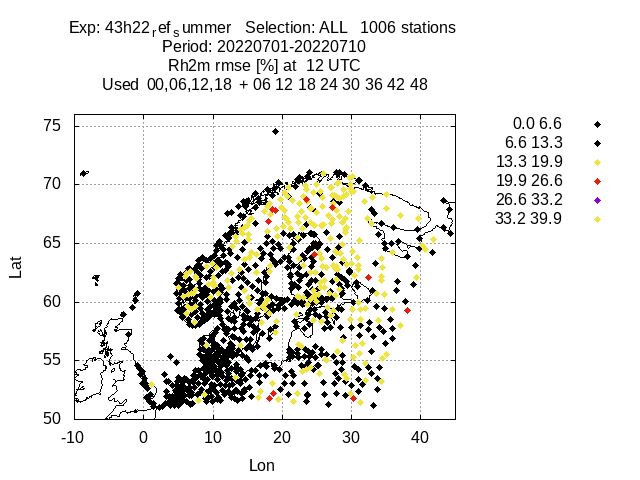 Exp: 43h22refsummer Selection: ALL 1006 stations
Period: 20220701-20220710
Rh2m rmse [%] at 12 UTC
Used 00,06,12,18 + 06 12 18 24 30 36 42 48
0.0 6.6
6.6 13.3
13.3 19.9
19.9 26.6
26.6 33.2
33.2 39.9
75
70
65
60
55
50
Lat
-10 0 10 20 30 40
Lon